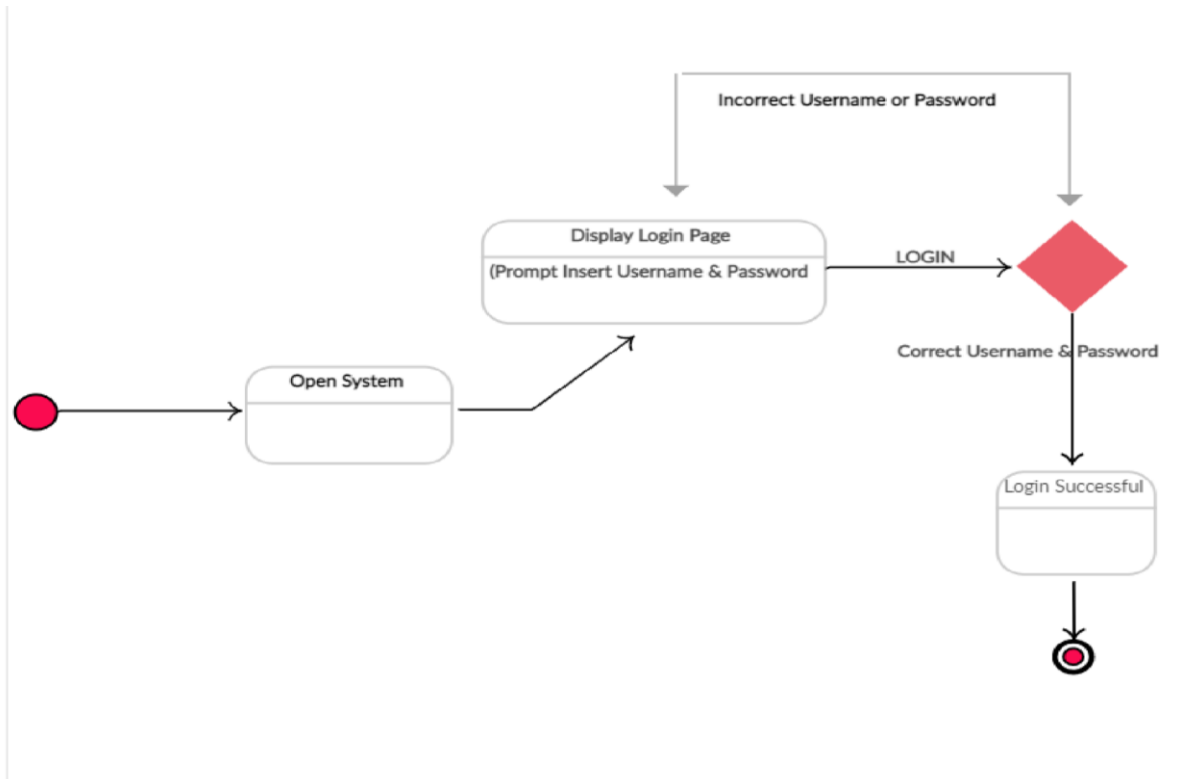 Incorrect Username or Password
Display Login Page
(Prompt Insert Username & Password
LOGIN
Correct Username & Password
Open System
Login Successful